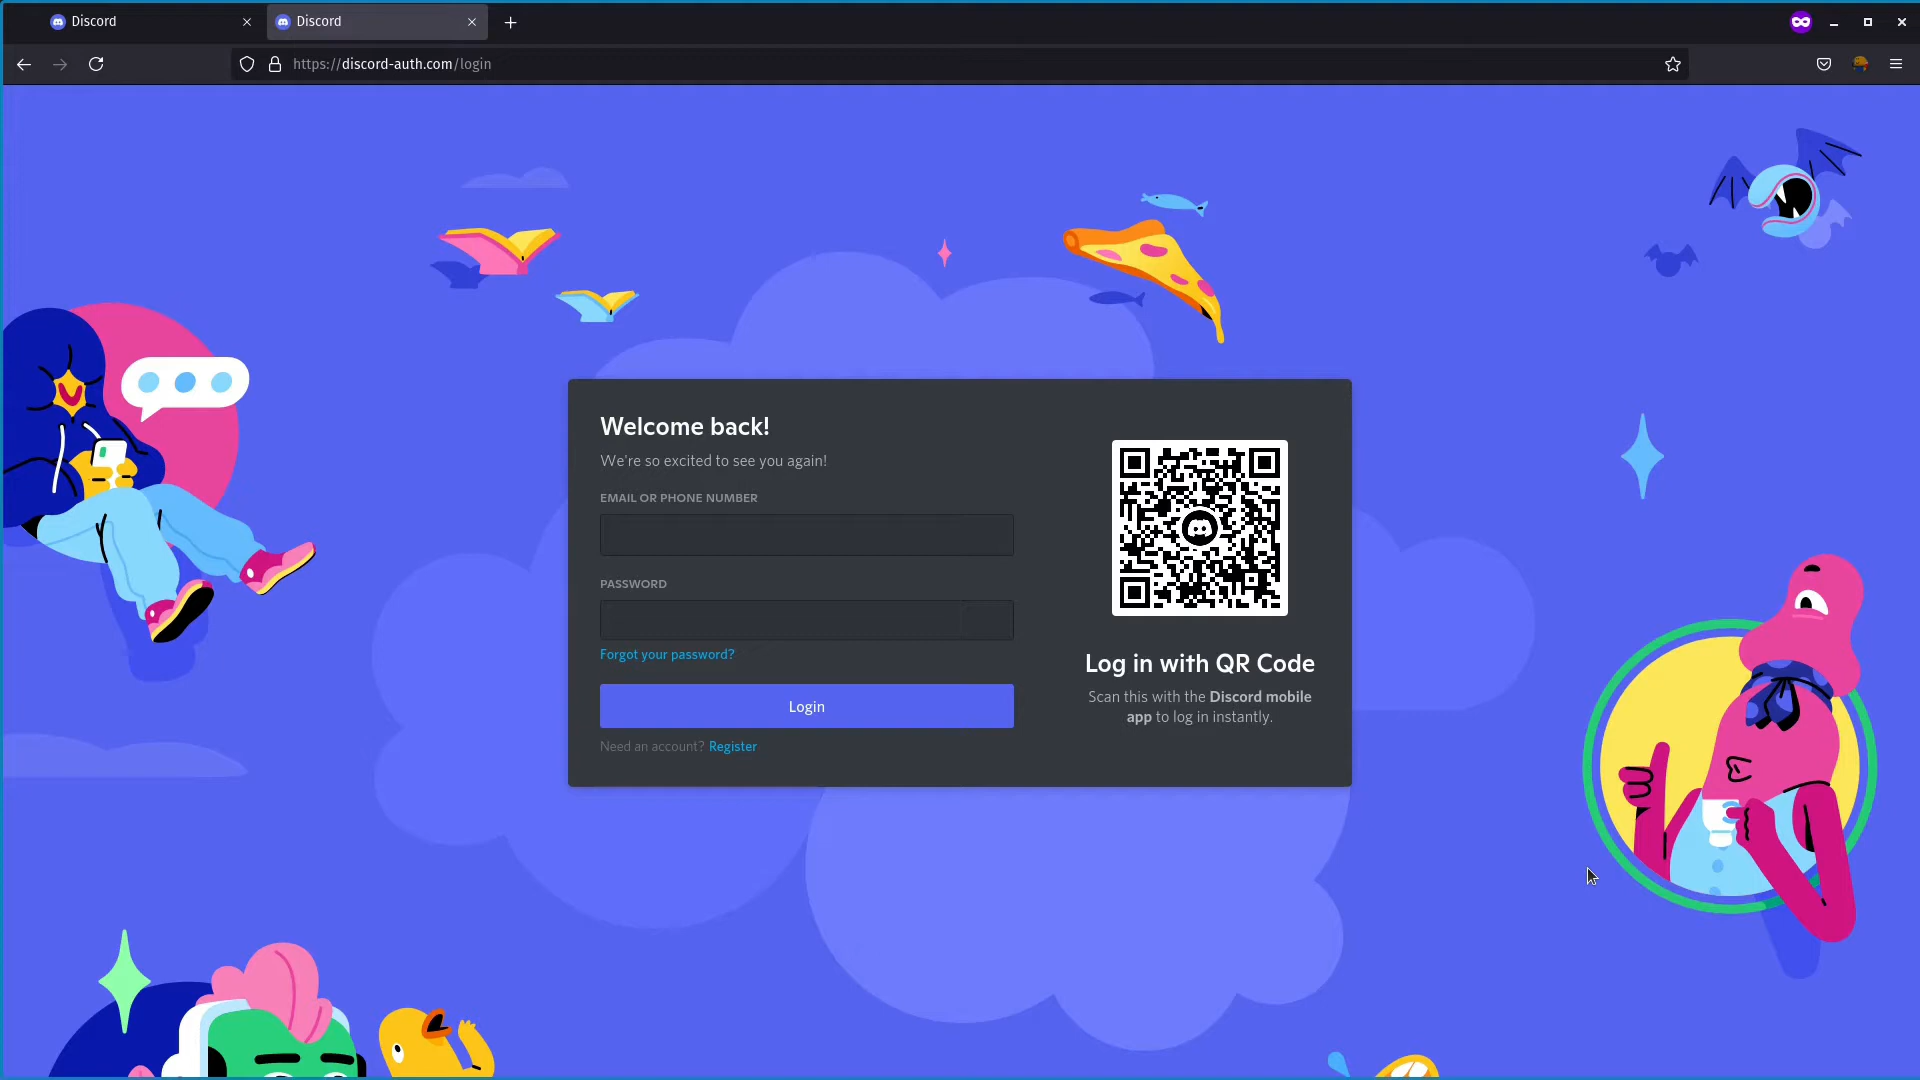 Discord
Discord
https://discord-auth.com/login
Welcome back!
We're so excited to see you again!
EMAIL OR PHONE NUMBER
PASSWORD
Forgot your password?
Login
Need an account? Register
Log in with QR Code
Scan this with the Discord mobile
app to log in instantly.